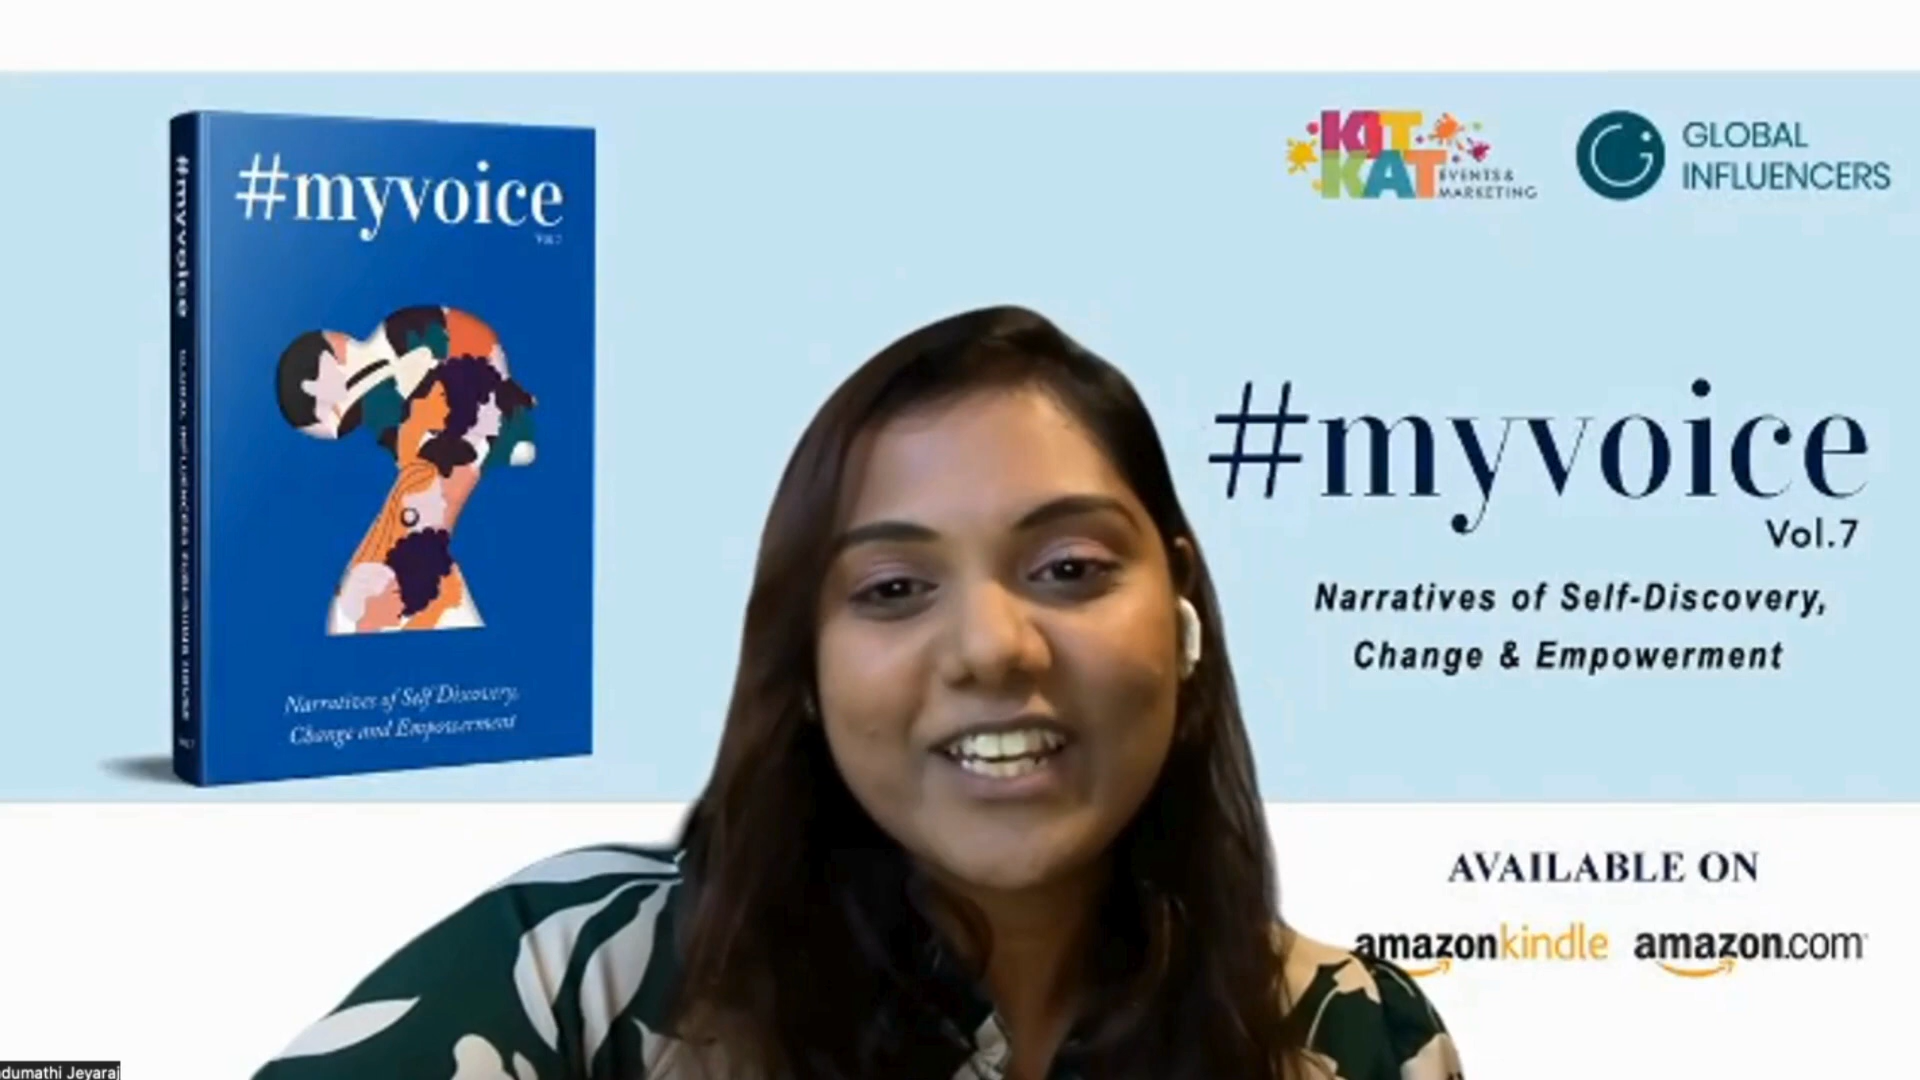 #myvoice
Vol.7
Narratives of Self Discovery,
Change and Empowerment
#myvoice
KIT
KAT
EVENTS &
MARKETING
GLOBAL
INFLUENCERS
#myvoice
Vol.7
Narratives of Self-Discovery,
Change & Empowerment
AVAILABLE ON
amazonkindle amazon.com
dumathi Jeyaraj